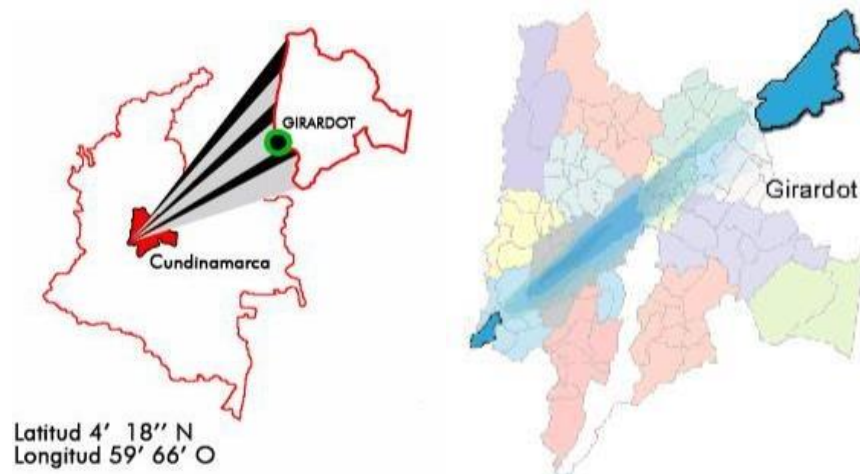 GIRARDOT
Cundinamarca
Latitud 4' 18'' N
Longitud 59' 66' O
Girardot